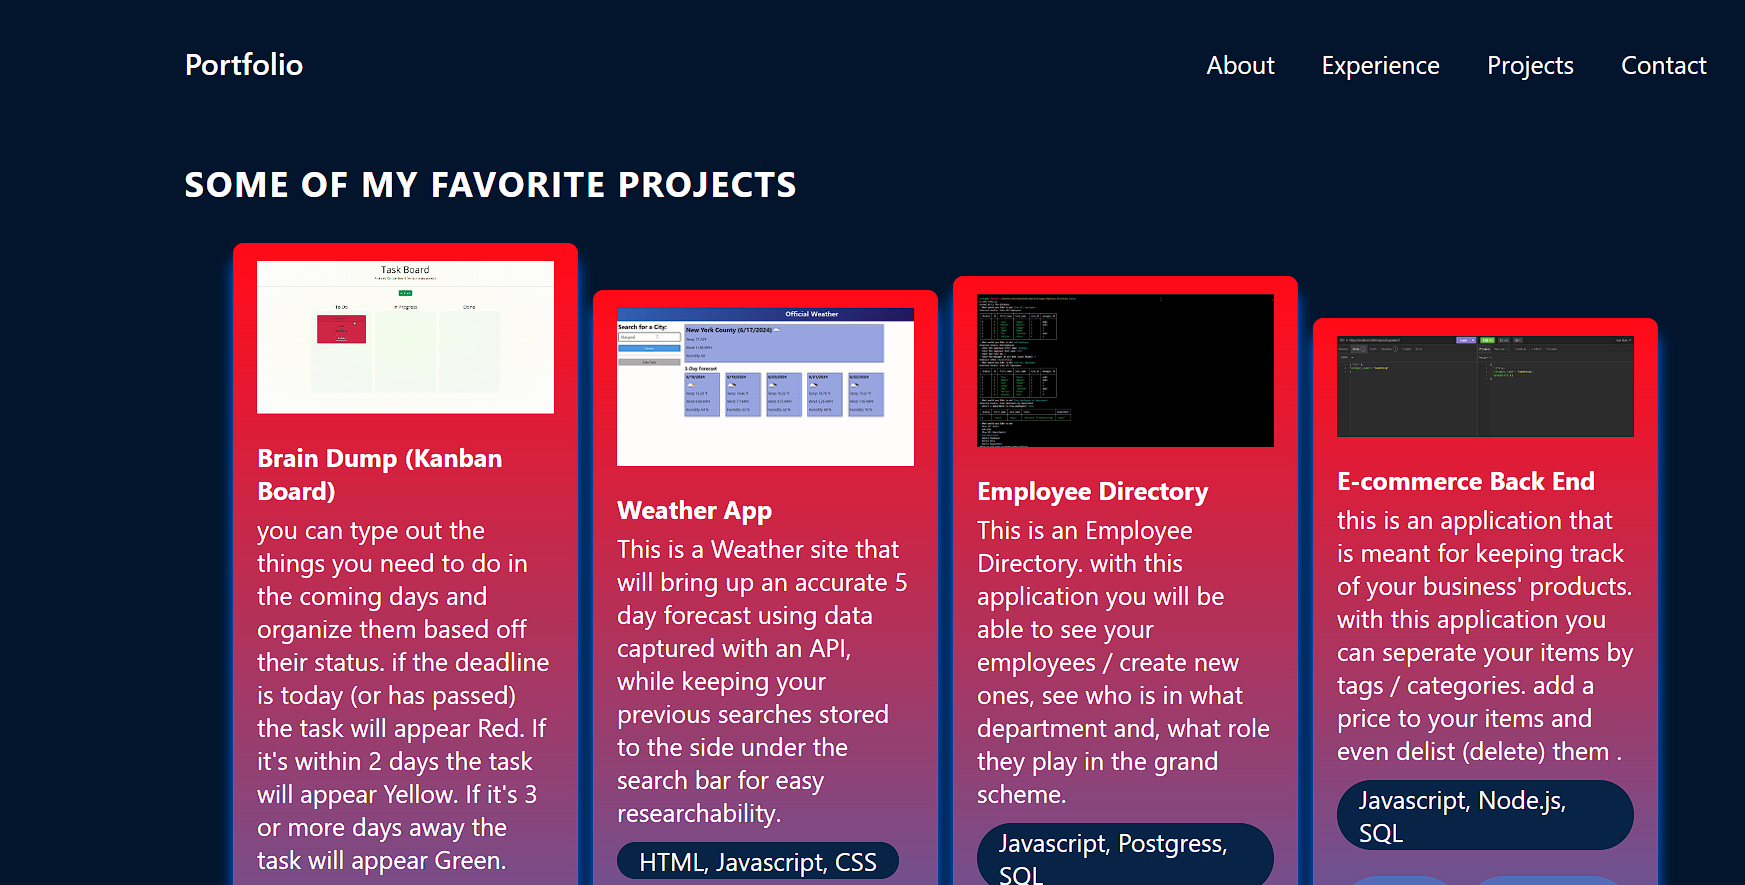 Portfolio
About
Experience
Projects
Contact
SOME OF MY FAVORITE PROJECTS
Task Board
To Do
In Progress
Done
Brain Dump (Kanban
Board)
you can type out the
things you need to do in
the coming days and
organize them based off
their status. if the deadline
is today (or has passed)
the task will appear Red. If
it's within 2 days the task
will appear Yellow. If it's 3
or more days away the
task will appear Green.
Official Weather
Search for a City:
New York County (6/17/2024)
5-Day Forecast
Weather App
This is a Weather site that
will bring up an accurate 5
day forecast using data
captured with an API,
while keeping your
previous searches stored
to the side under the
search bar for easy
researchability.
HTML, Javascript, CSS
Employee Directory
This is an Employee
Directory. with this
application you will be
able to see your
employees / create new
ones, see who is in what
department and, what role
they play in the grand
scheme.
Javascript, Postgress,
SQL
E-commerce Back End
this is an application that
is meant for keeping track
of your business' products.
with this application you
can seperate your items by
tags / categories. add a
price to your items and
even delist (delete) them .
Javascript, Node.js,
SQL